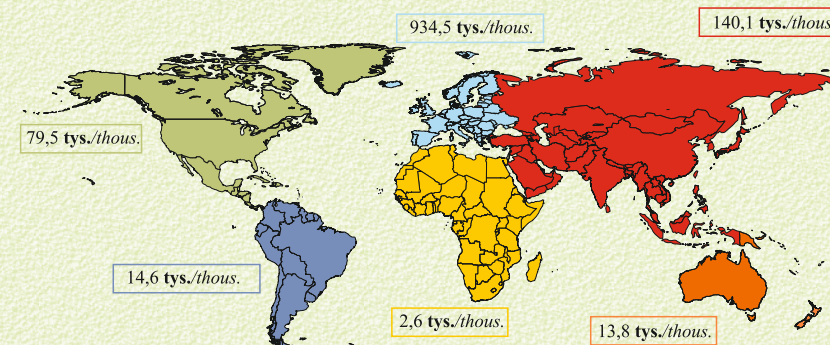 934,5 tys./thous.
140,1 tys./thous
79,5 tys./thous.
14,6 tys./thous.
2,6 tys./thous.
13,8 tys./thous.